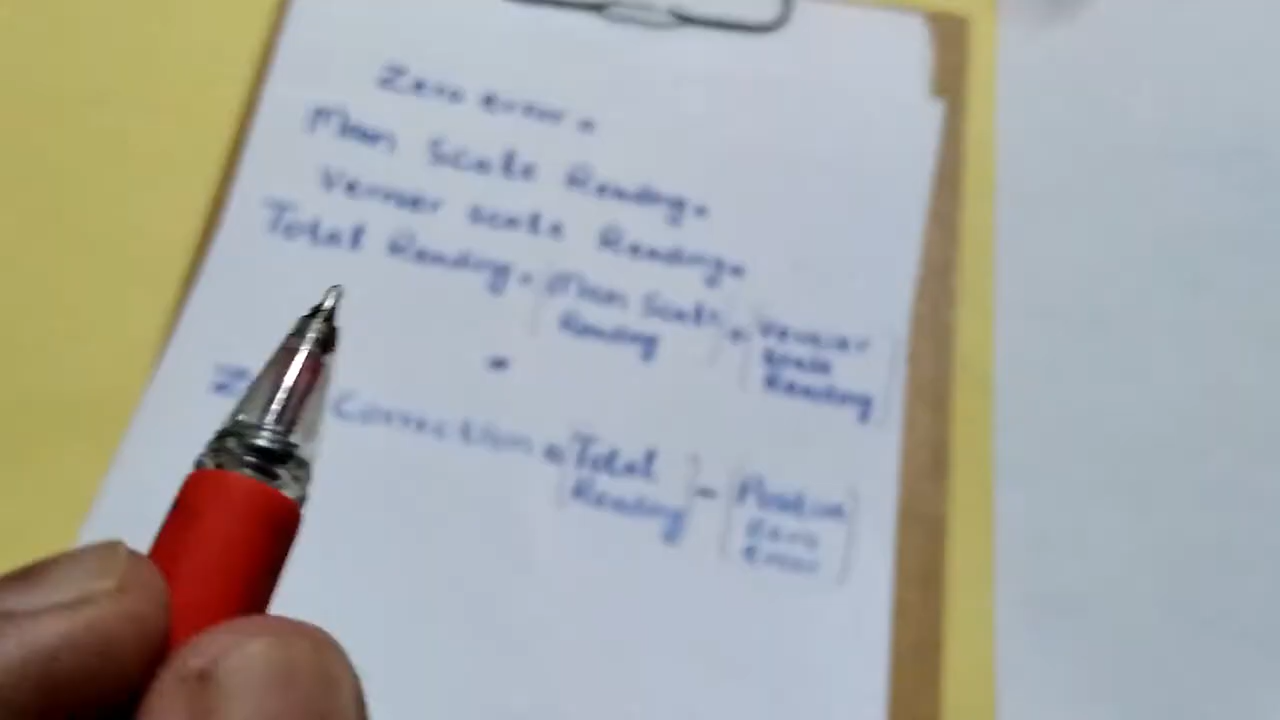 Zero error =
Main Scale Reading =
Vernier scale Reading =
Total Reading = (Main Scale Reading) + (Vernier Scale Reading)
=
Correction = (Total Reading) - (Positive Zero Error)